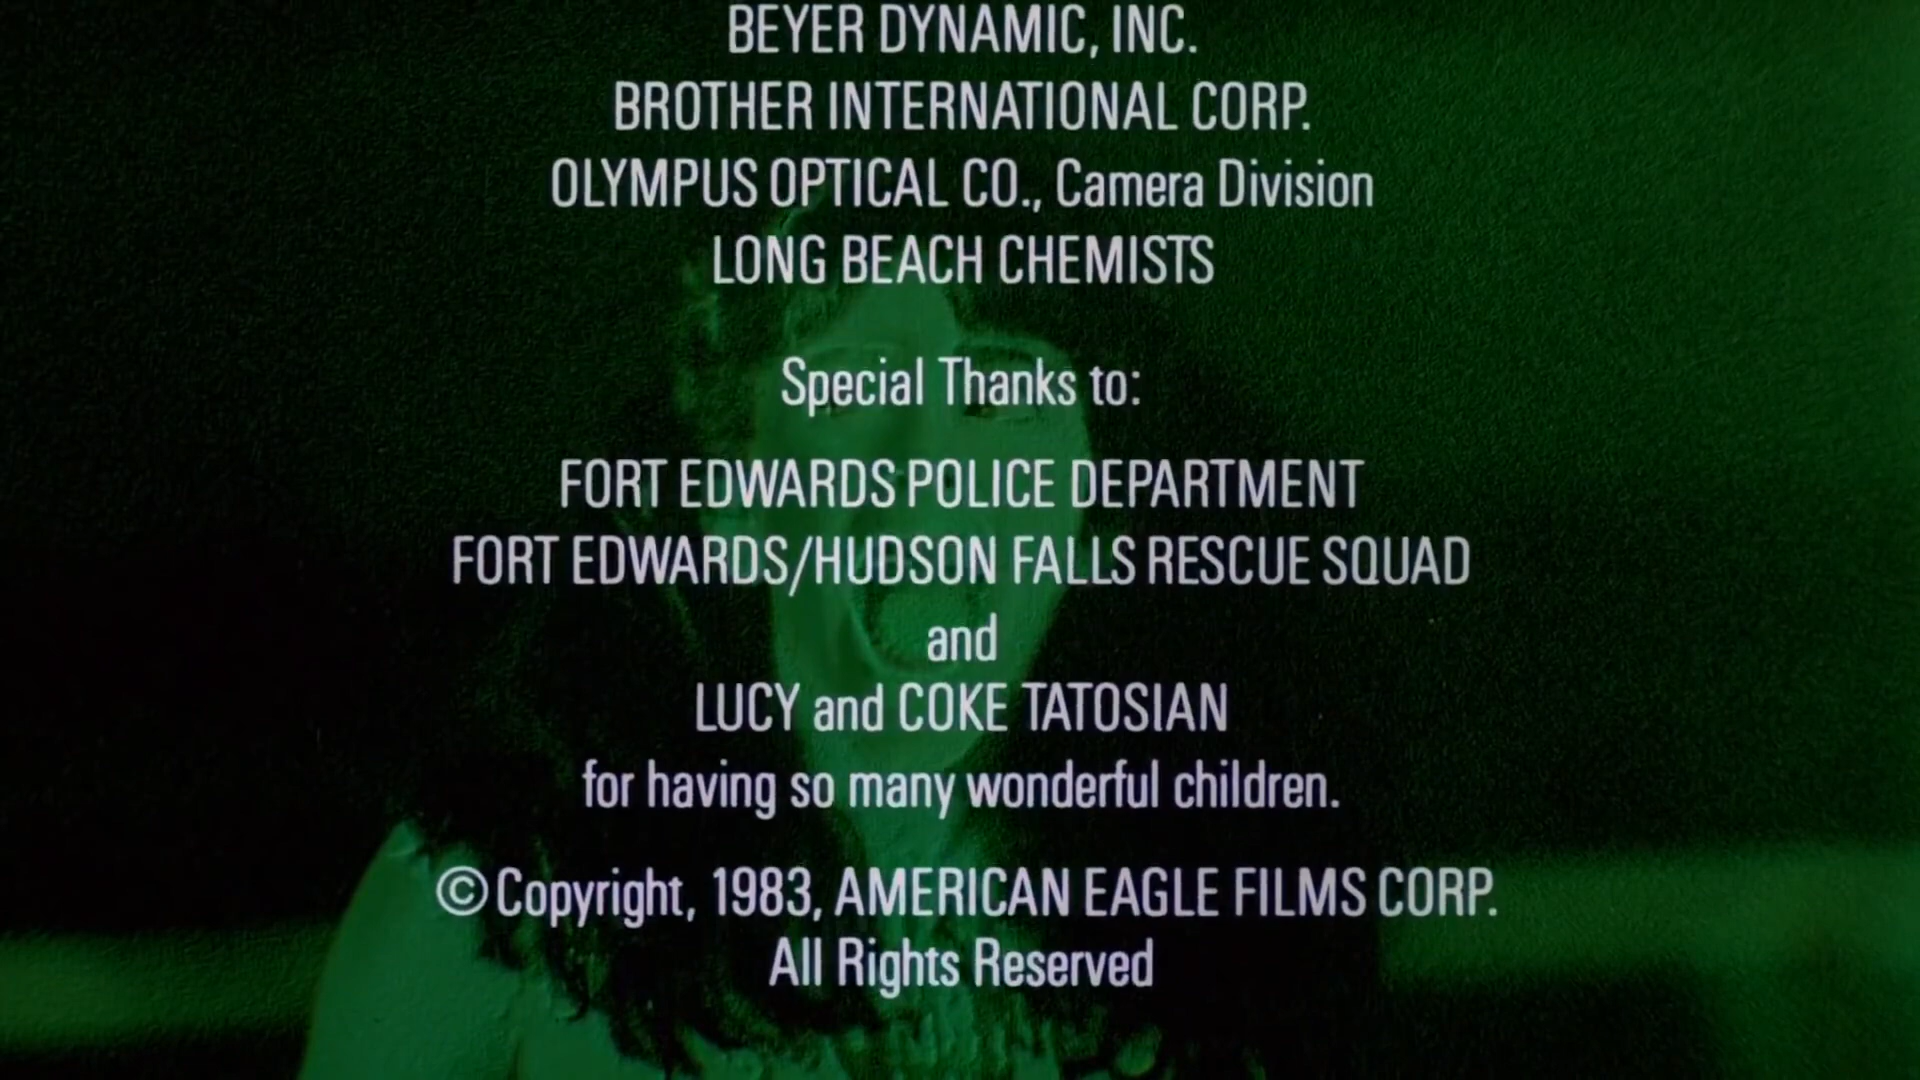 BEYER DYNAMIC, INC.
BROTHER INTERNATIONAL CORP.
OLYMPUS OPTICAL CO., Camera Division
LONG BEACH CHEMISTS
Special Thanks to:
FORT EDWARDS POLICE DEPARTMENT
FORT EDWARDS/HUDSON FALLS RESCUE SQUAD
and
LUCY and COKE TATOSIAN
for having so many wonderful children.
©Copyright, 1983, AMERICAN EAGLE FILMS CORP.
All Rights Reserved